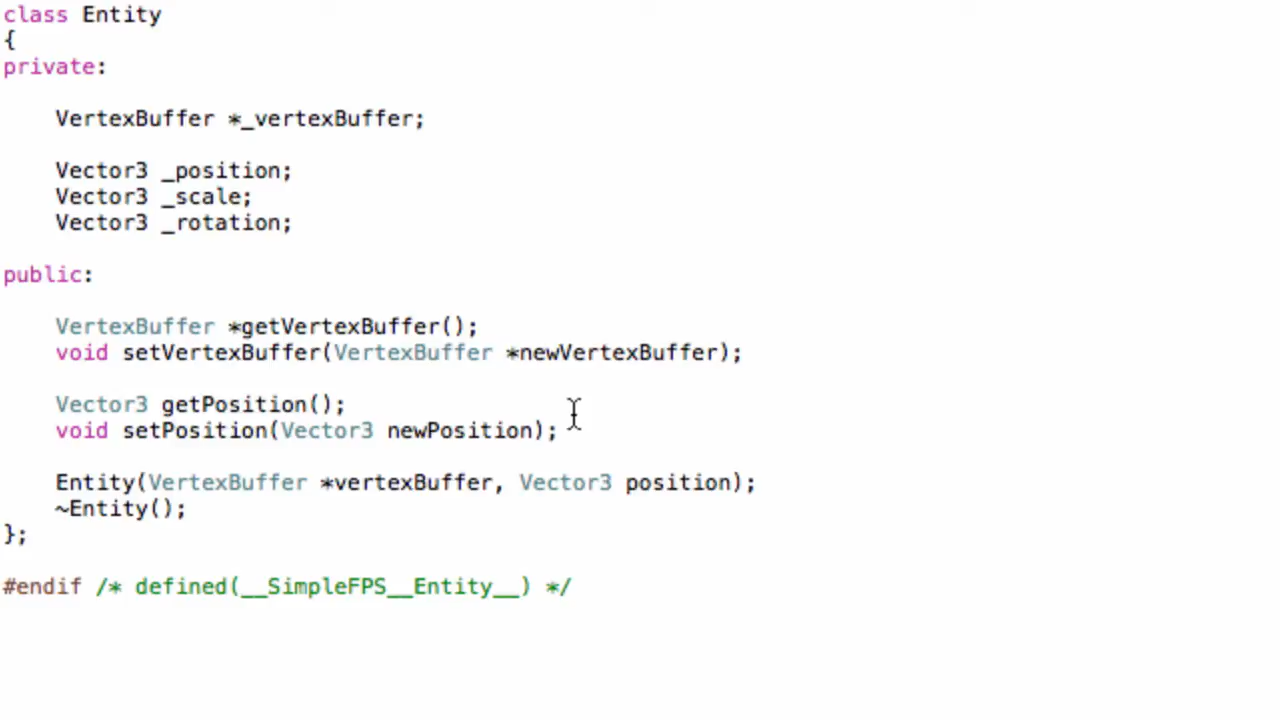 class Entity
{
private:
VertexBuffer *_vertexBuffer;
Vector3 _position;
Vector3 _scale;
Vector3 _rotation;
public:
VertexBuffer *getVertexBuffer();
void setVertexBuffer(VertexBuffer *newVertexBuffer);
Vector3 getPosition();
void setPosition(Vector3 newPosition);
Entity(VertexBuffer *vertexBuffer, Vector3 position);
~Entity();
};
#endif /* defined(__SimpleFPS__Entity__) */